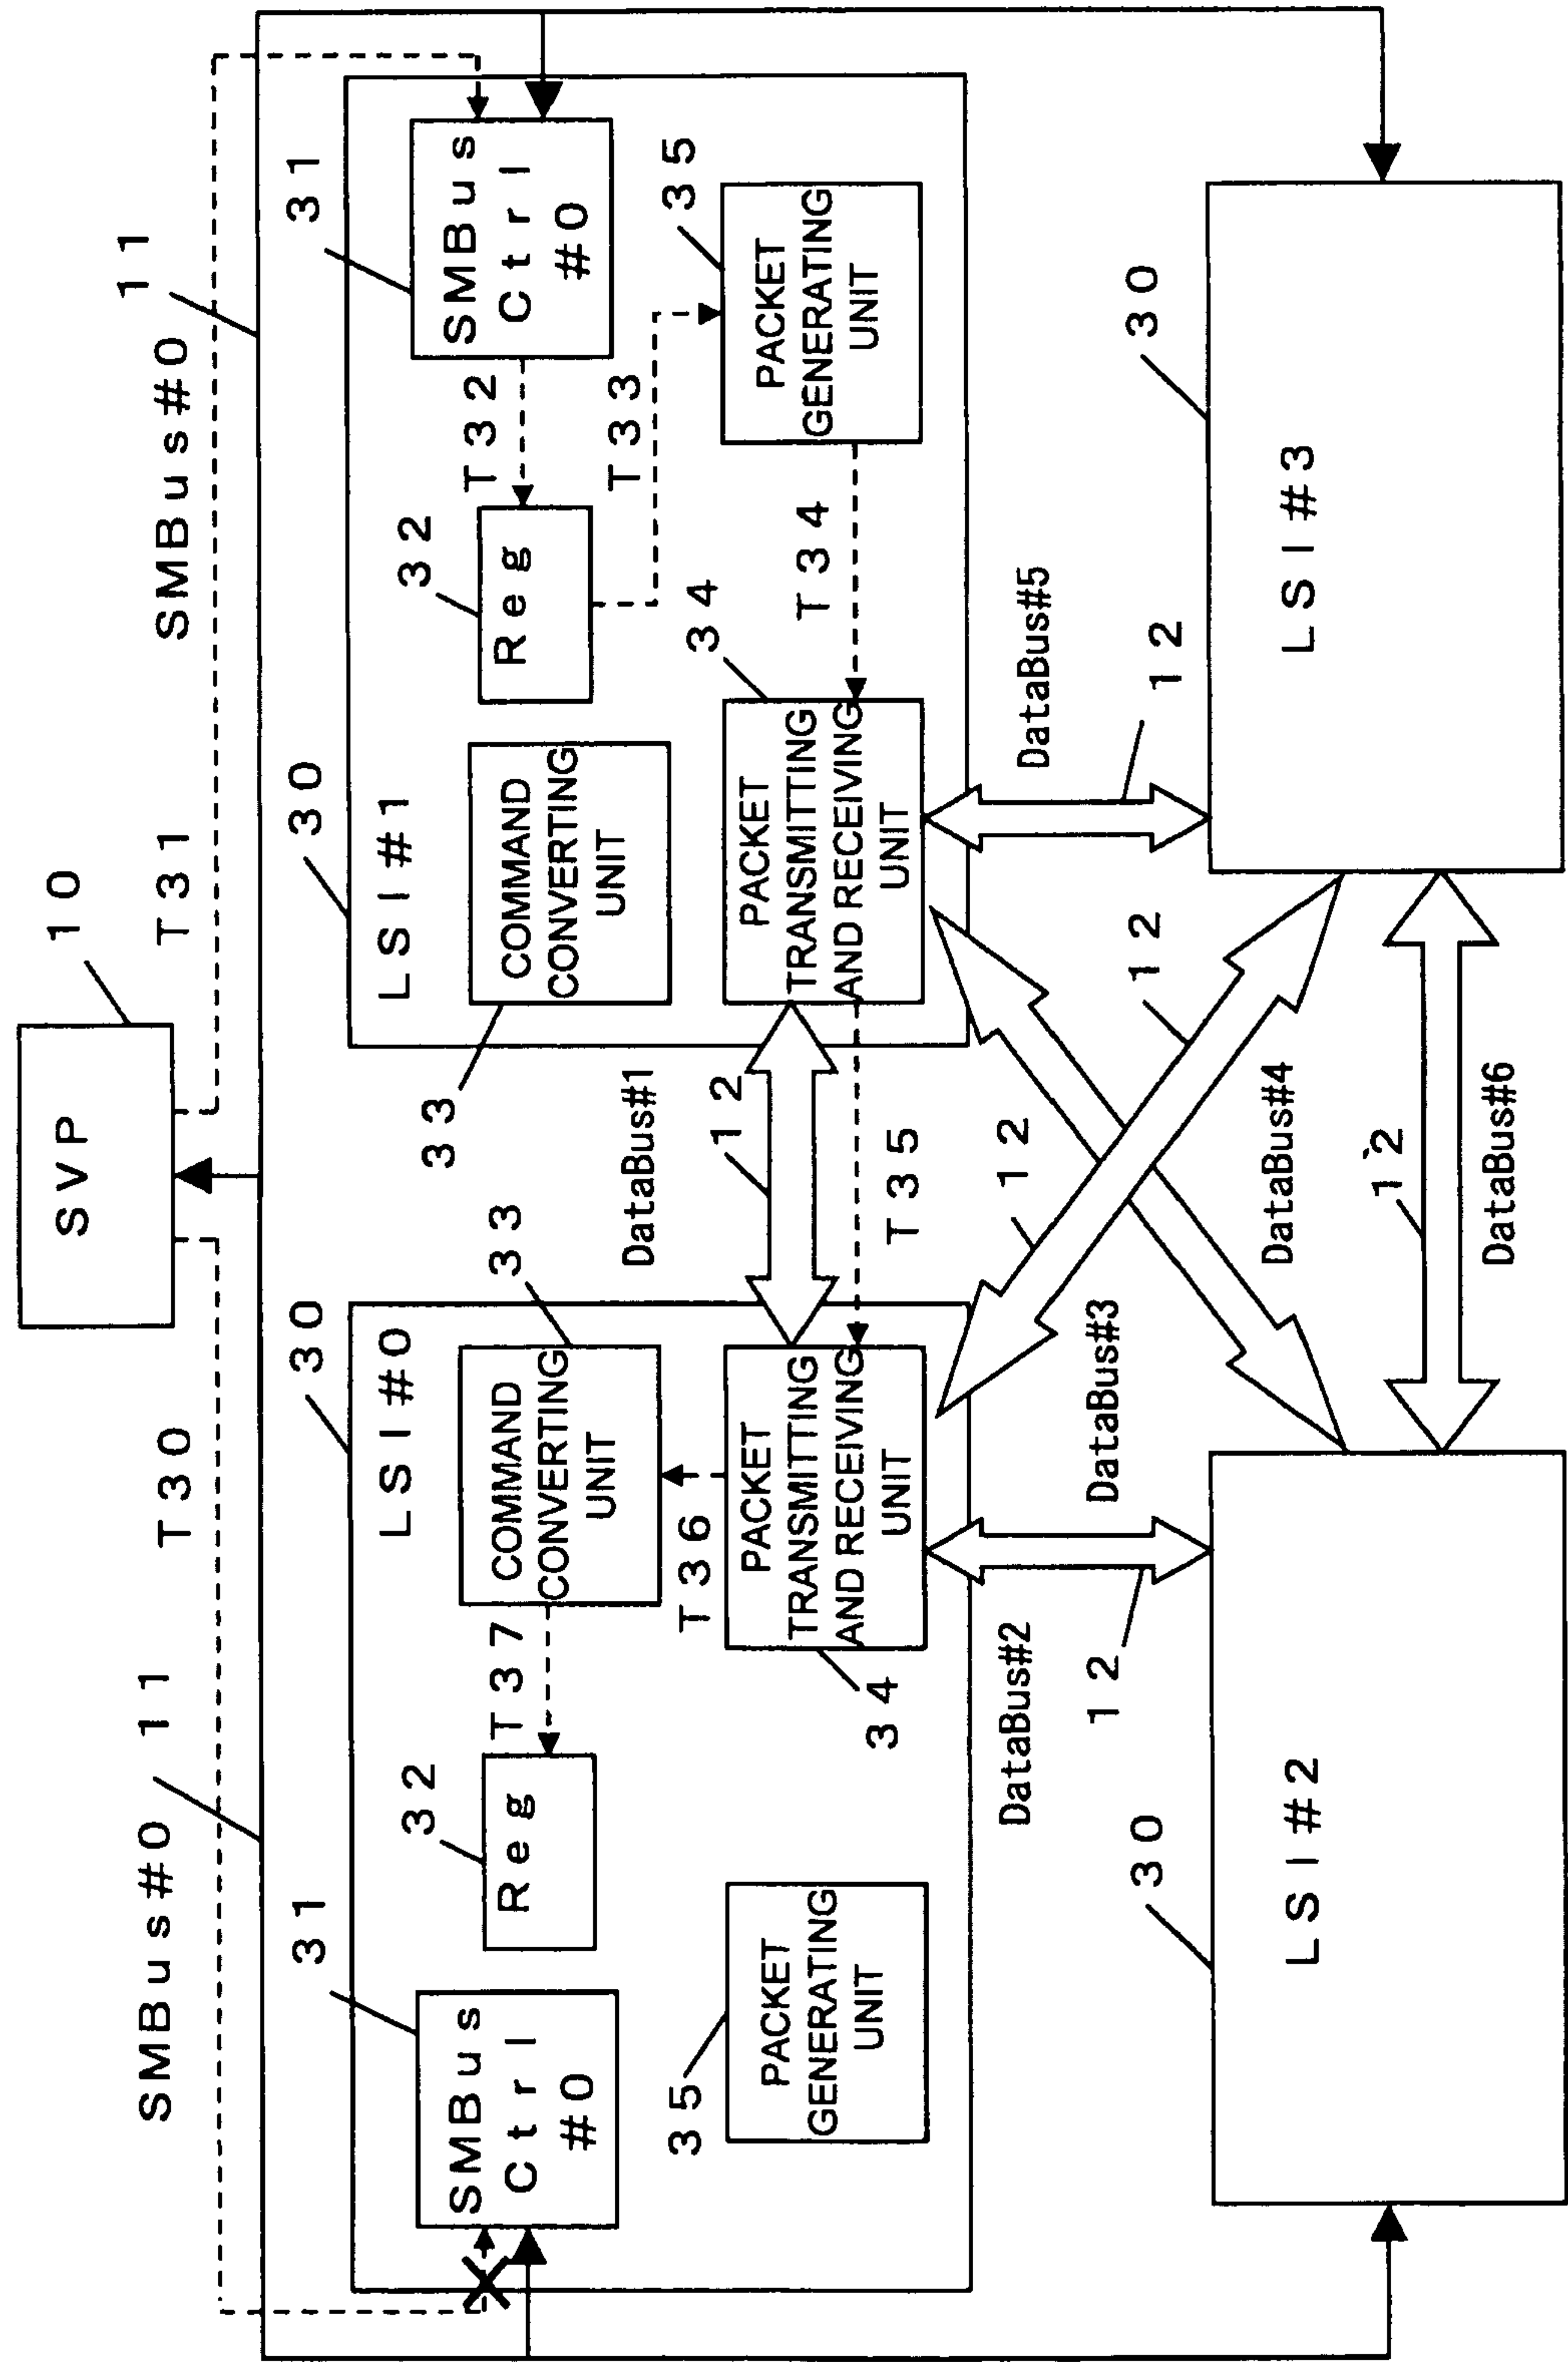 SVP
10
SMBus#0
11
T30
T31
SMBus#0
11
30
LSI#0
31
SMBus
Ctrl
#0
32
Reg
T37
33
COMMAND
CONVERTING
UNIT
35
PACKET
GENERATING
UNIT
T36
34
PACKET
TRANSMITTING
AND RECEIVING
UNIT
DataBus#1
12
T35
30
LSI#1
33
COMMAND
CONVERTING
UNIT
32
Reg
T32
31
SMBus
Ctrl
#0
T33
34
PACKET
TRANSMITTING
AND RECEIVING
UNIT
T34
35
PACKET
GENERATING
UNIT
DataBus#2
12
DataBus#3
12
DataBus#4
12
DataBus#5
12
30
LSI#2
12
DataBus#6
30
LSI#3